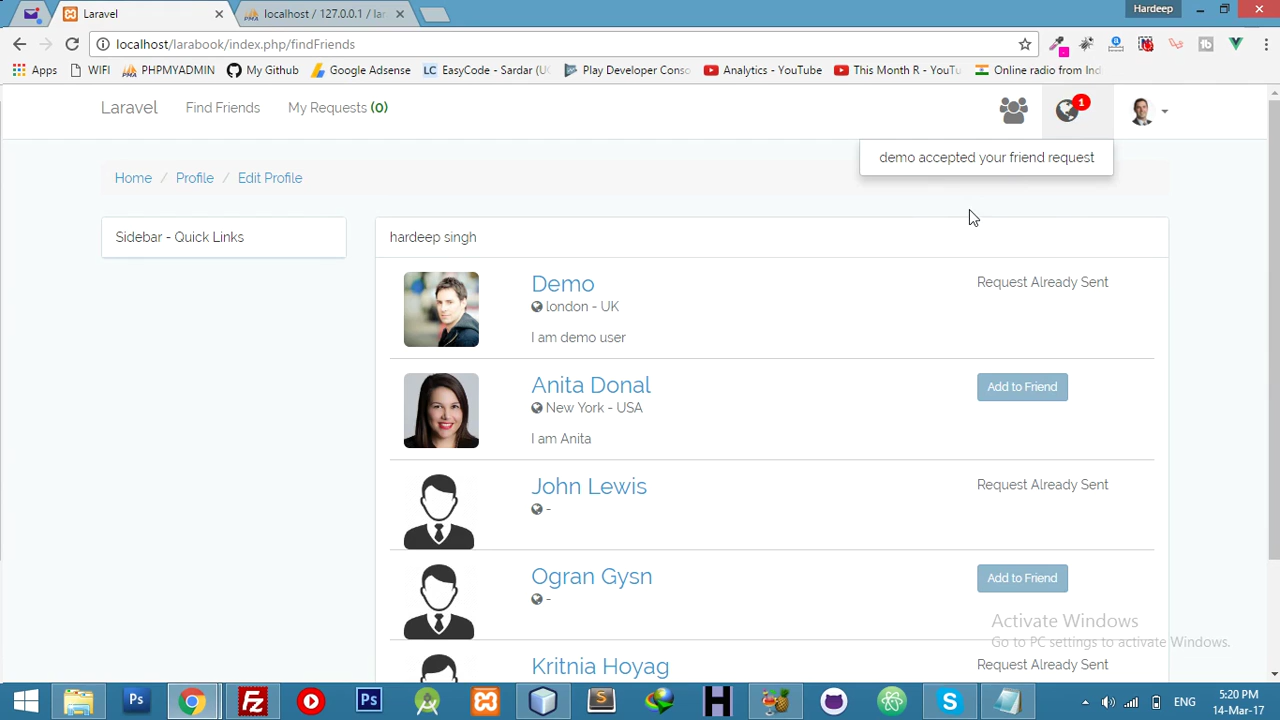 Hardeep
Laravel
localhost / 127.0.0.1 / lar
localhost/larabook/index.php/findFriends
Apps
WIFI
PHPMYADMIN
My Github
Google Adsense
EasyCode - Sardar (UC
Play Developer Conso
Analytics - YouTube
This Month R - YouTu
Online radio from Ind
Laravel
Find Friends
My Requests (0)
1
demo accepted your friend request
Home / Profile / Edit Profile
Sidebar - Quick Links
hardeep singh
Demo
Request Already Sent
london - UK
I am demo user
Anita Donal
Add to Friend
New York - USA
I am Anita
John Lewis
Request Already Sent
-
Ogran Gysn
Add to Friend
-
Activate Windows
Go to PC settings to activate Windows.
Kritnia Hoyag
Request Already Sent
ENG
5:20 PM
14-Mar-17